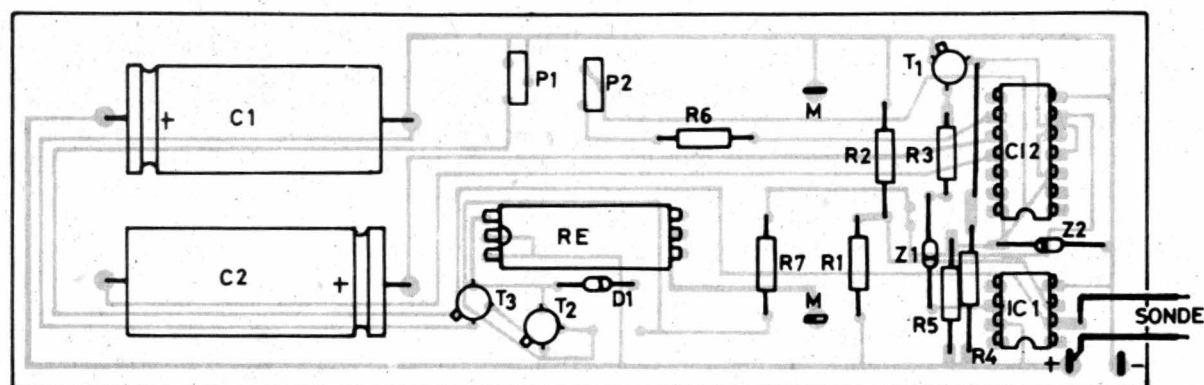 C1
+
P1
P2
R6
M
T1
R2
R3
CI2
C2
+
RE
T3
T2
D1
R7
R1
M
Z1
Z2
R5
R4
IC1
SONDE
+
-